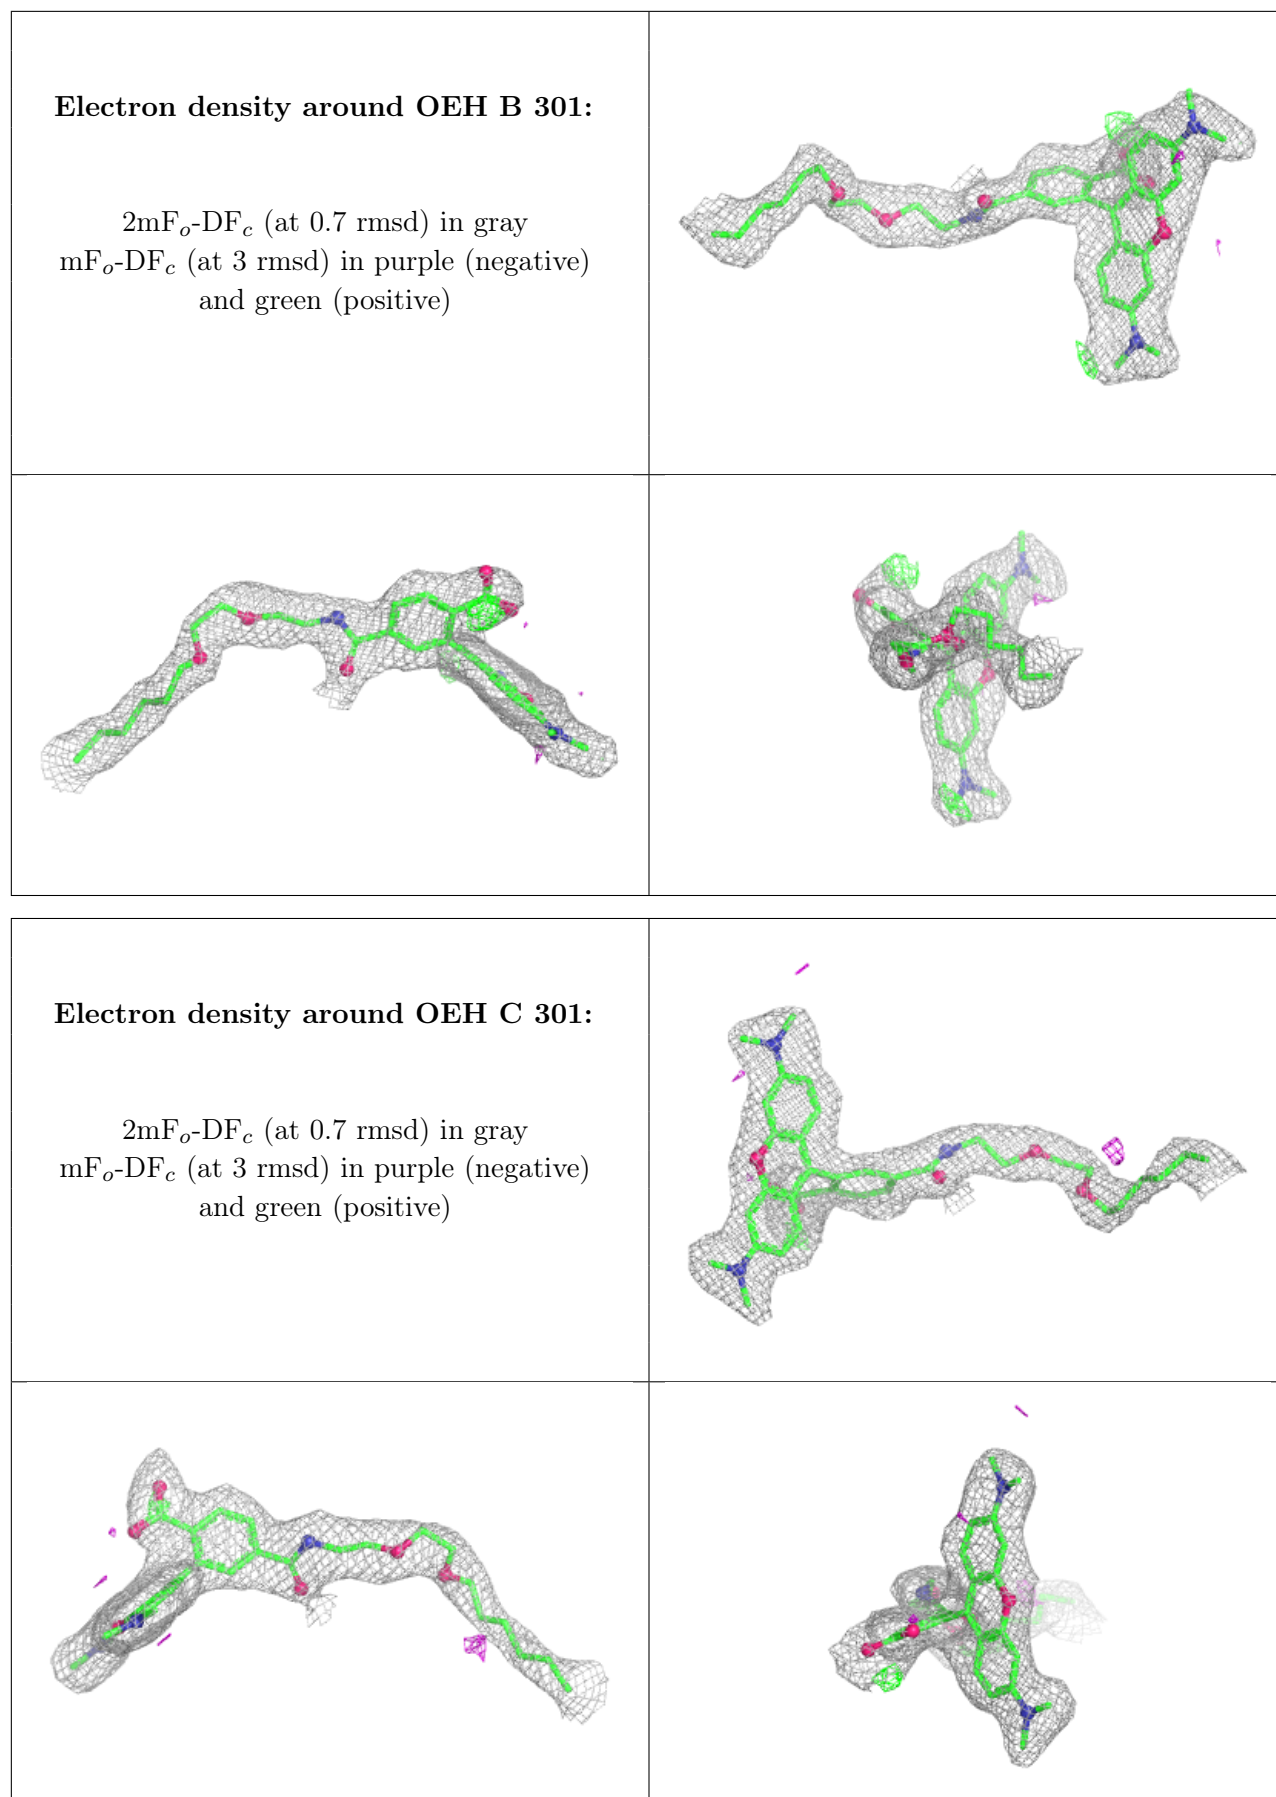 Electron density around OEH B 301:
2mFₒ-DF𝒸 (at 0.7 rmsd) in gray
mFₒ-DF𝒸 (at 3 rmsd) in purple (negative)
and green (positive)
Electron density around OEH C 301:
2mFₒ-DF𝒸 (at 0.7 rmsd) in gray
mFₒ-DF𝒸 (at 3 rmsd) in purple (negative)
and green (positive)